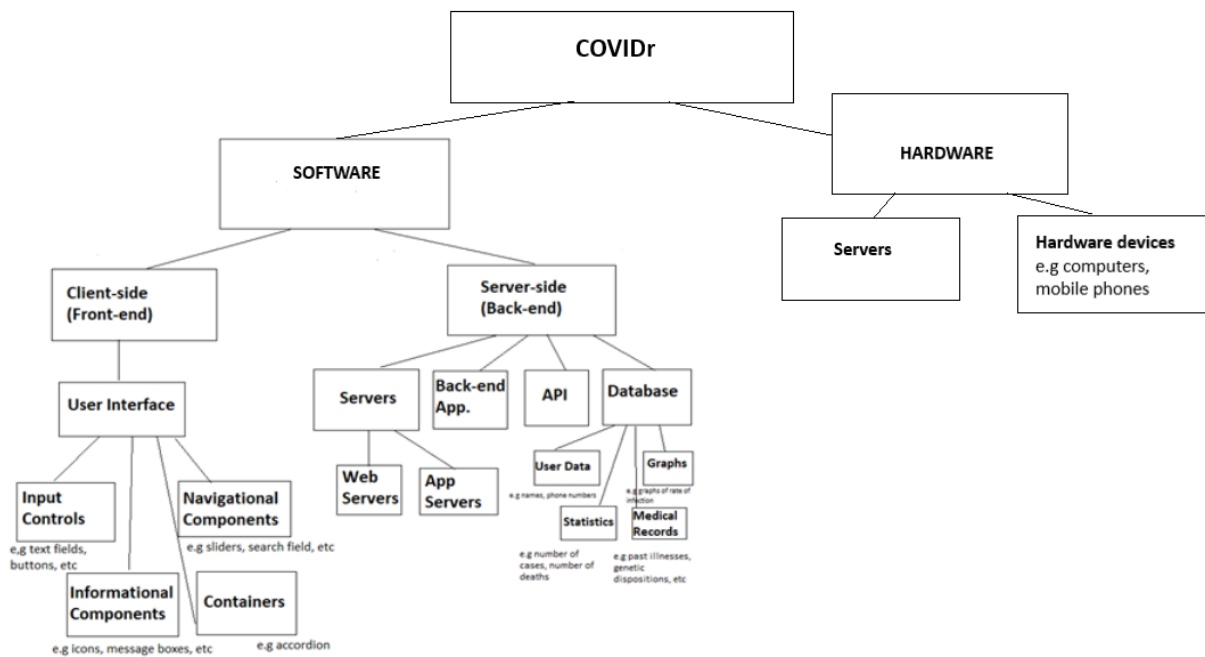 COVIDr
SOFTWARE
HARDWARE
Servers
Hardware devices
e.g computers,
mobile phones
Client-side
(Front-end)
Server-side
(Back-end)
User Interface
Servers
Back-end
App.
API
Database
Input
Controls
e,g text fields,
buttons, etc
Navigational
Components
e.g sliders, search field, etc
Informational
Components
e.g icons, message boxes, etc
Containers
e.g accordion
Web
Servers
App
Servers
User Data
e.g names, phone numbers
Graphs
e.g graphs of rate of
infection
Statistics
e.g number of
cases, number of
deaths
Medical
Records
e.g past illnesses,
genetic
dispositions, etc